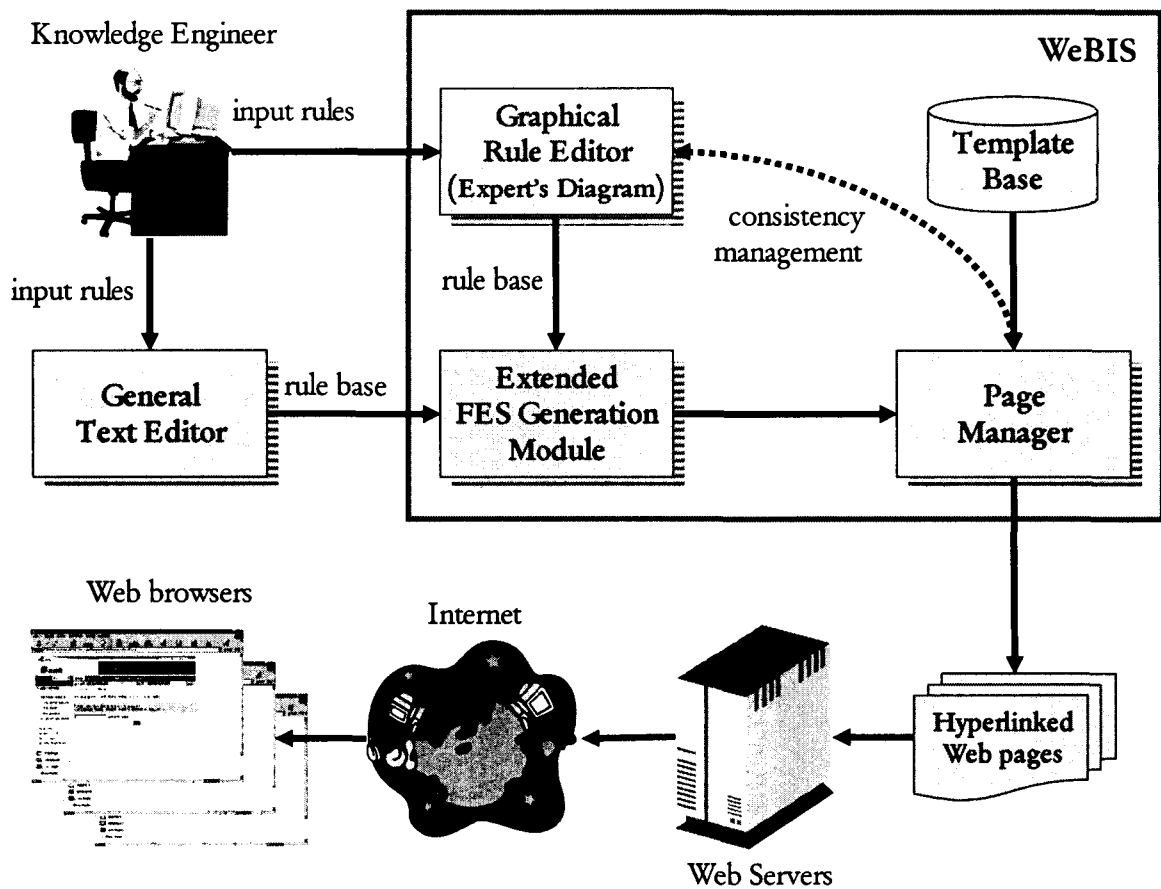 Knowledge Engineer
WeBIS
input rules
Graphical
Rule Editor
(Expert's Diagram)
Template
Base
consistency
management
input rules
rule base
General
Text Editor
rule base
Extended
FES Generation
Module
Page
Manager
Web browsers
Internet
Hyperlinked
Web pages
Web Servers